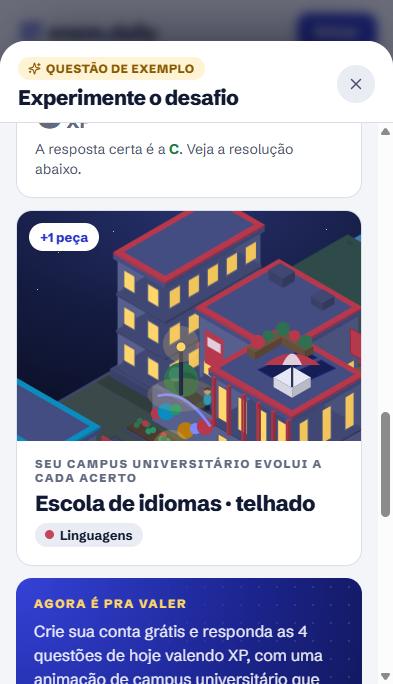 QUESTÃO DE EXEMPLO
Experimente o desafio
A resposta certa é a C. Veja a resolução
abaixo.
+1 peça
SEU CAMPUS UNIVERSITÁRIO EVOLUI A
CADA ACERTO
Escola de idiomas · telhado
Linguagens
AGORA É PRA VALER
Crie sua conta grátis e responda as 4
questões de hoje valendo XP, com uma
animação de campus universitário que